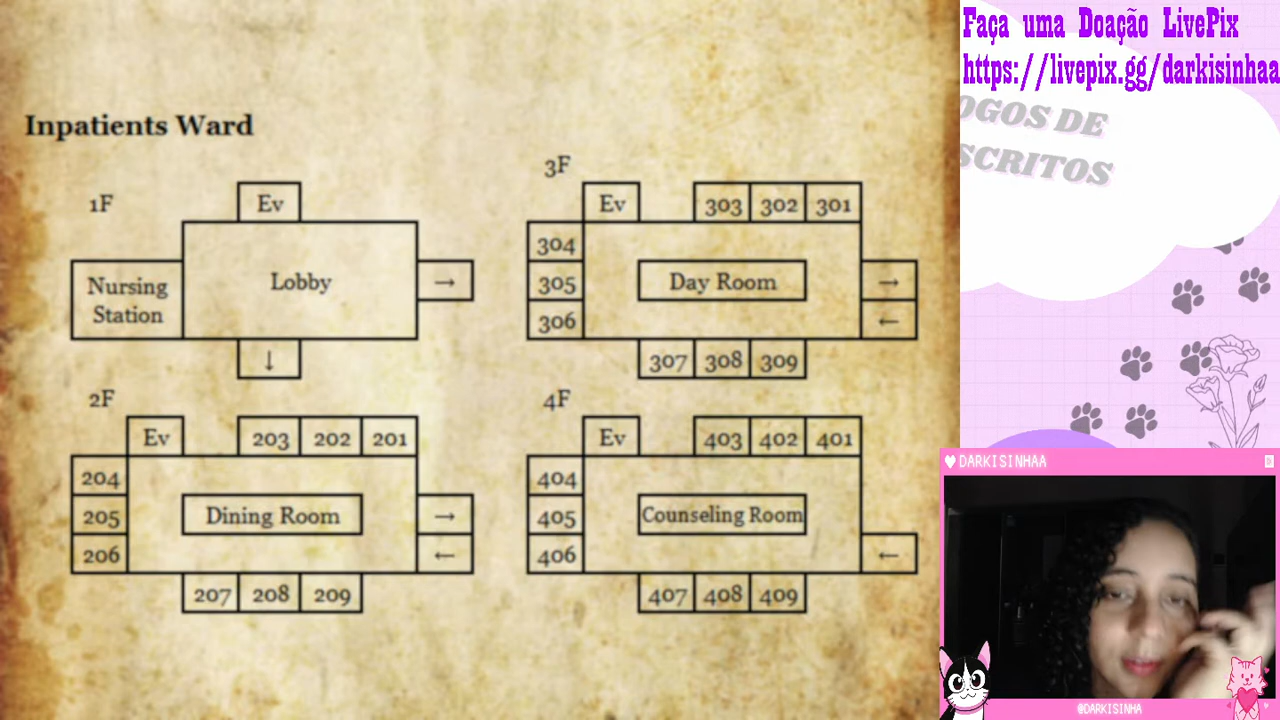 Inpatients Ward
1F
Ev
Lobby
→
Nursing
Station
↓
3F
Ev
303 302 301
304
305
306
Day Room
→
←
307 308 309
2F
Ev
203 202 201
204
205
206
Dining Room
→
←
207 208 209
4F
Ev
403 402 401
404
405
406
Counseling Room
←
407 408 409
Faça uma Doação LivePix
https://livepix.gg/darkisinhaa
OGOS DE
SCRITOS
DARKISINHAA
@DARKISINHA